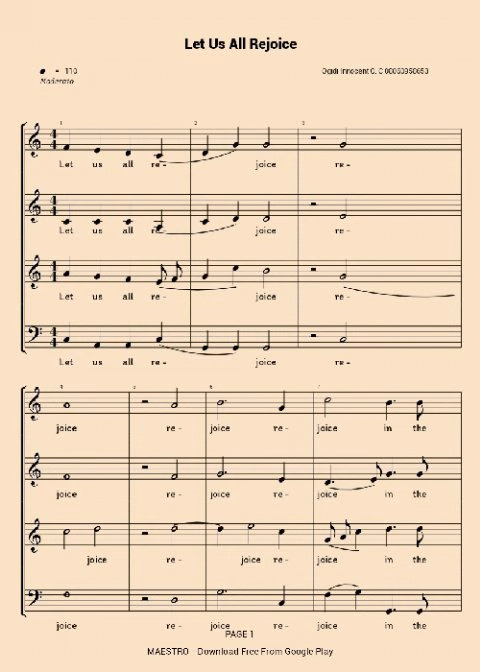 Let Us All Rejoice
= 110
Moderato
Let us all re- joice re-
Let us all re- joice re-
Let us all re- joice re-
Let us all re- joice re-
joice re- joice re- joice in the
joice re- joice re- joice in the
joice re- joice re- joice in the
joice re- joice re- joice in the
PAGE 1
MAESTRO - Download Free From Google Play